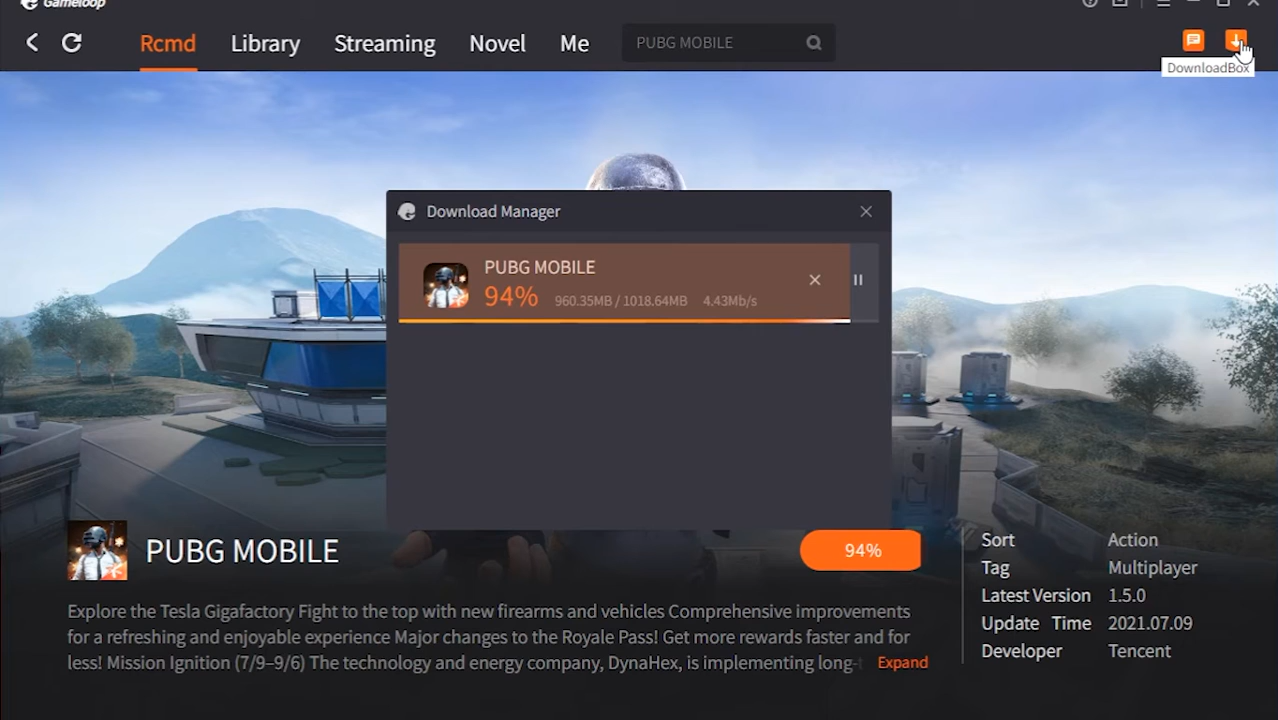 Gameloop
Rcmd Library Streaming Novel Me PUBG MOBILE
DownloadBox
Download Manager
PUBG MOBILE
94% 960.35MB / 1018.64MB 4.43Mb/s
PUBG MOBILE 94%
Explore the Tesla Gigafactory Fight to the top with new firearms and vehicles Comprehensive improvements
for a refreshing and enjoyable experience Major changes to the Royale Pass! Get more rewards faster and for
less! Mission Ignition (7/9–9/6) The technology and energy company, DynaHex, is implementing long- Expand
Sort Action
Tag Multiplayer
Latest Version 1.5.0
Update Time 2021.07.09
Developer Tencent